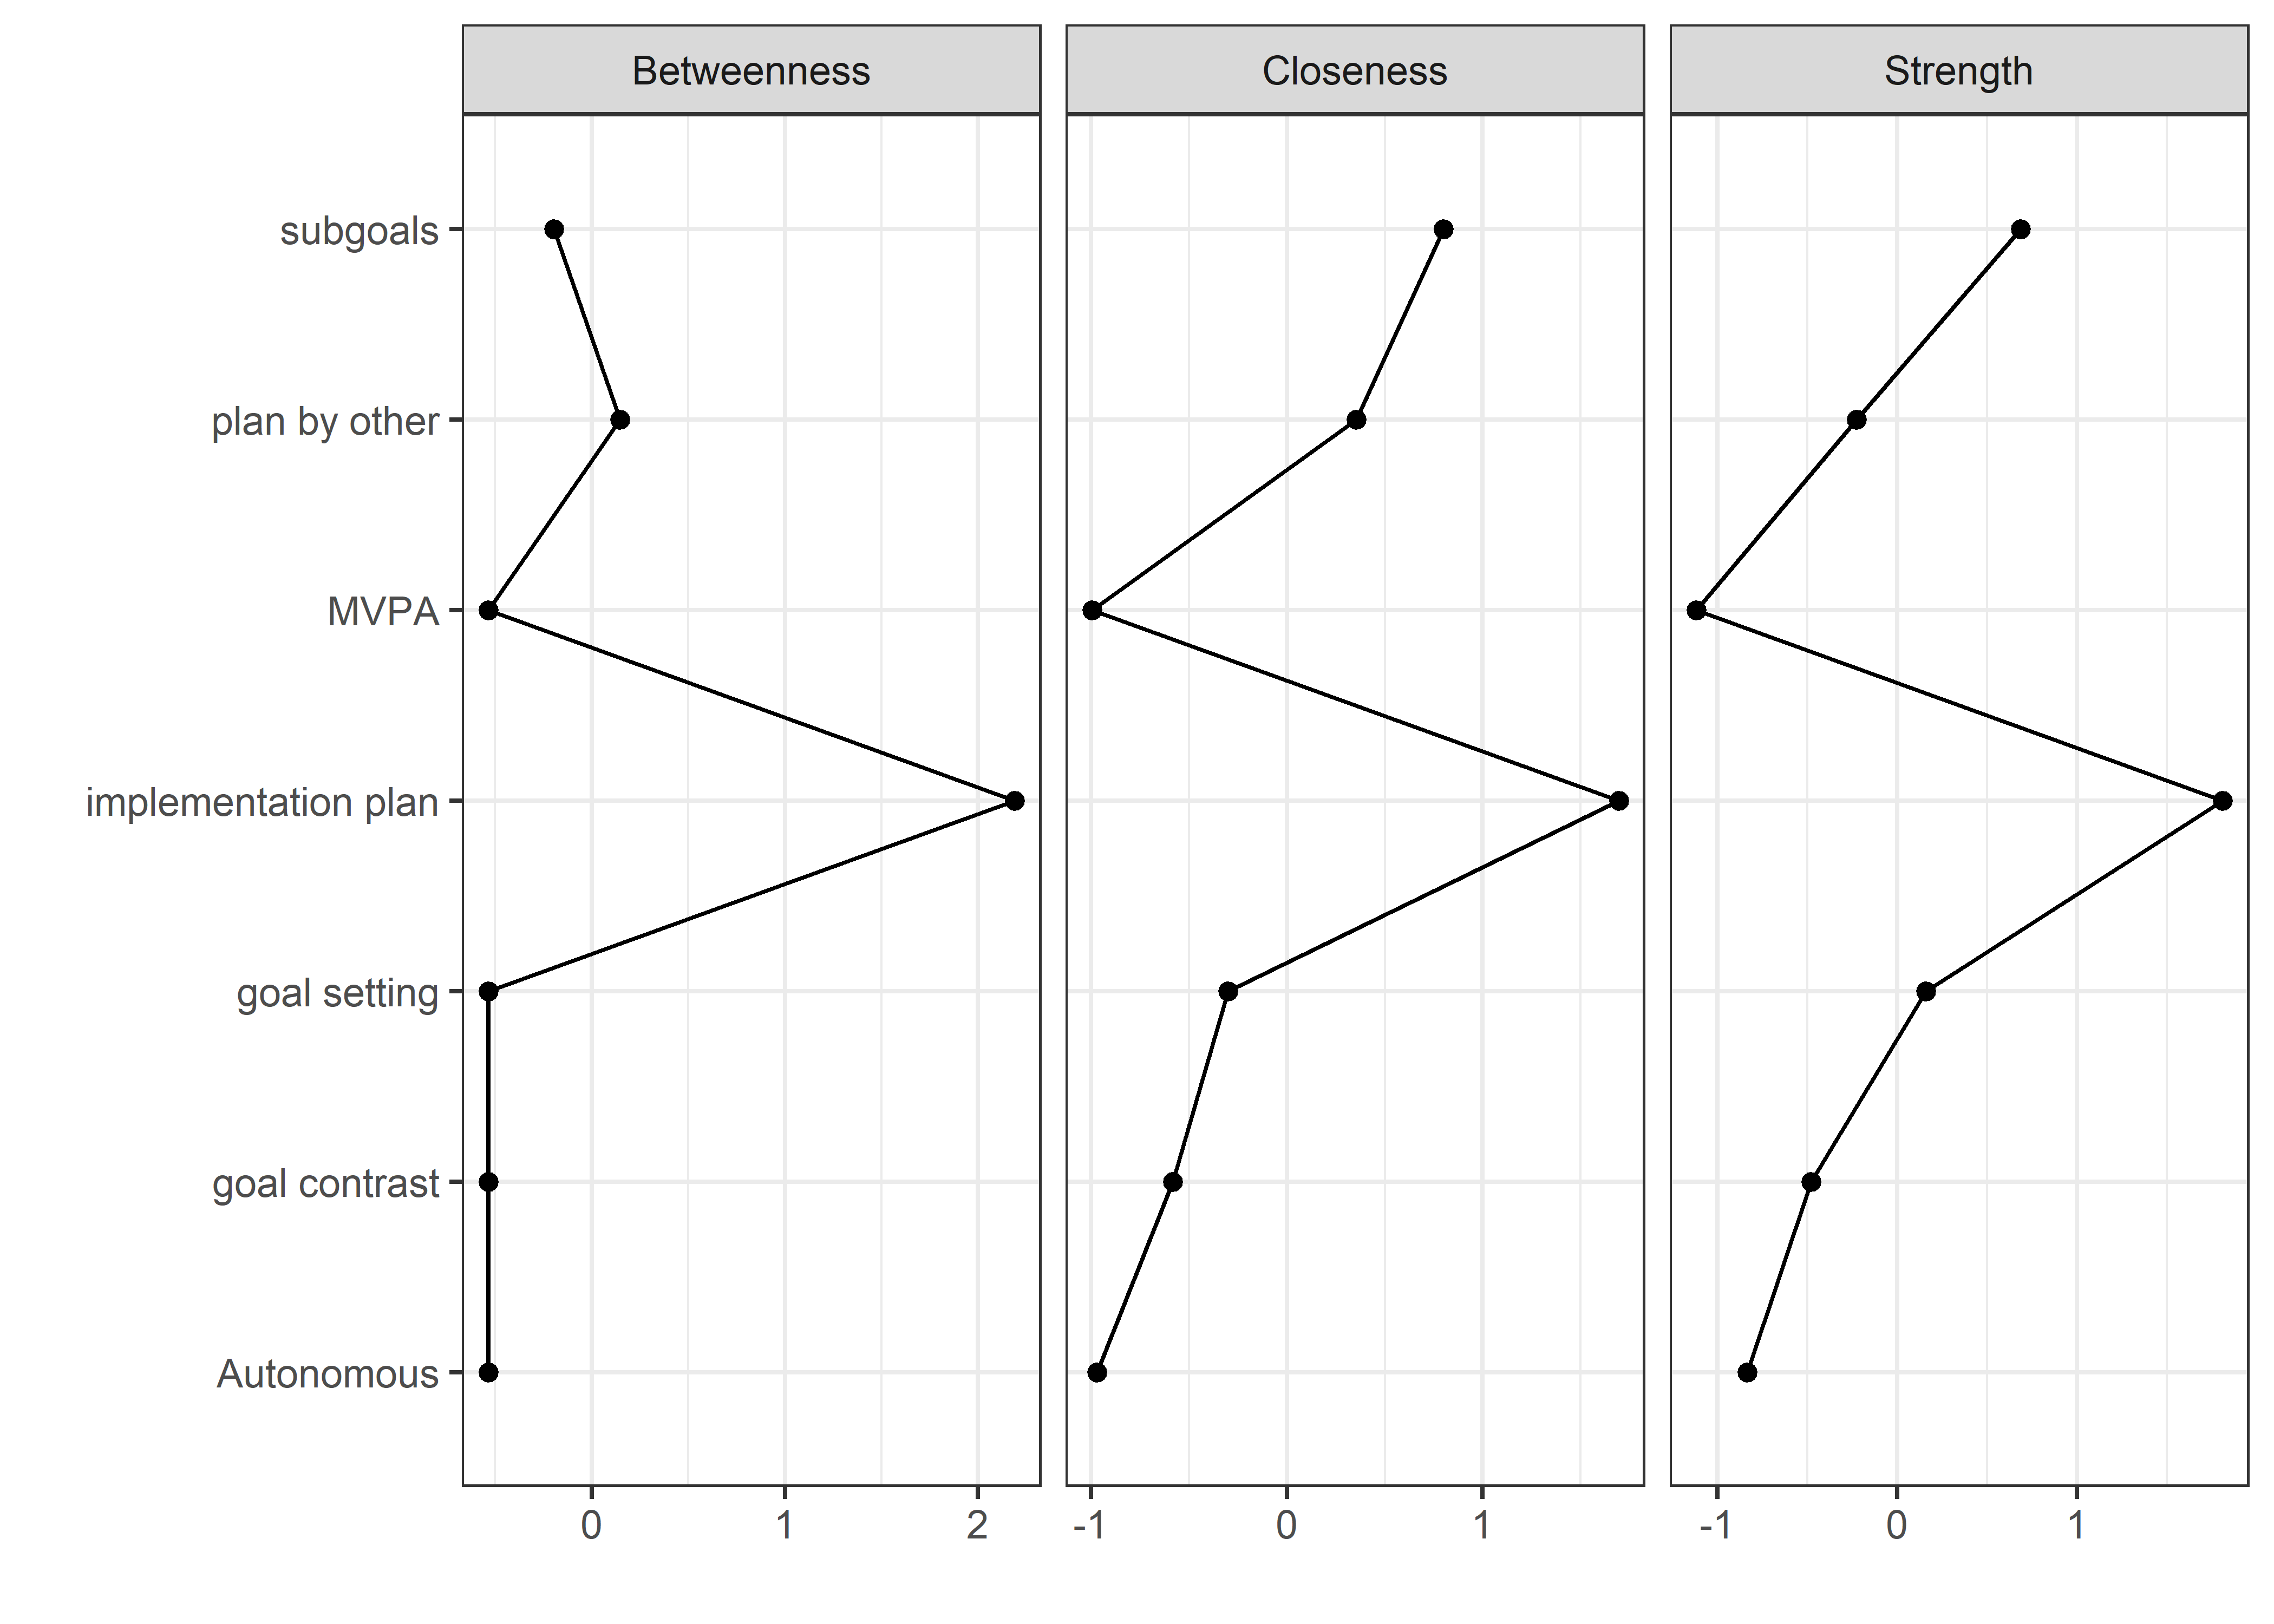 Betweenness Closeness Strength
subgoals
plan by other
MVPA
implementation plan
goal setting
goal contrast
Autonomous
0 1 2 -1 0 1 -1 0 1